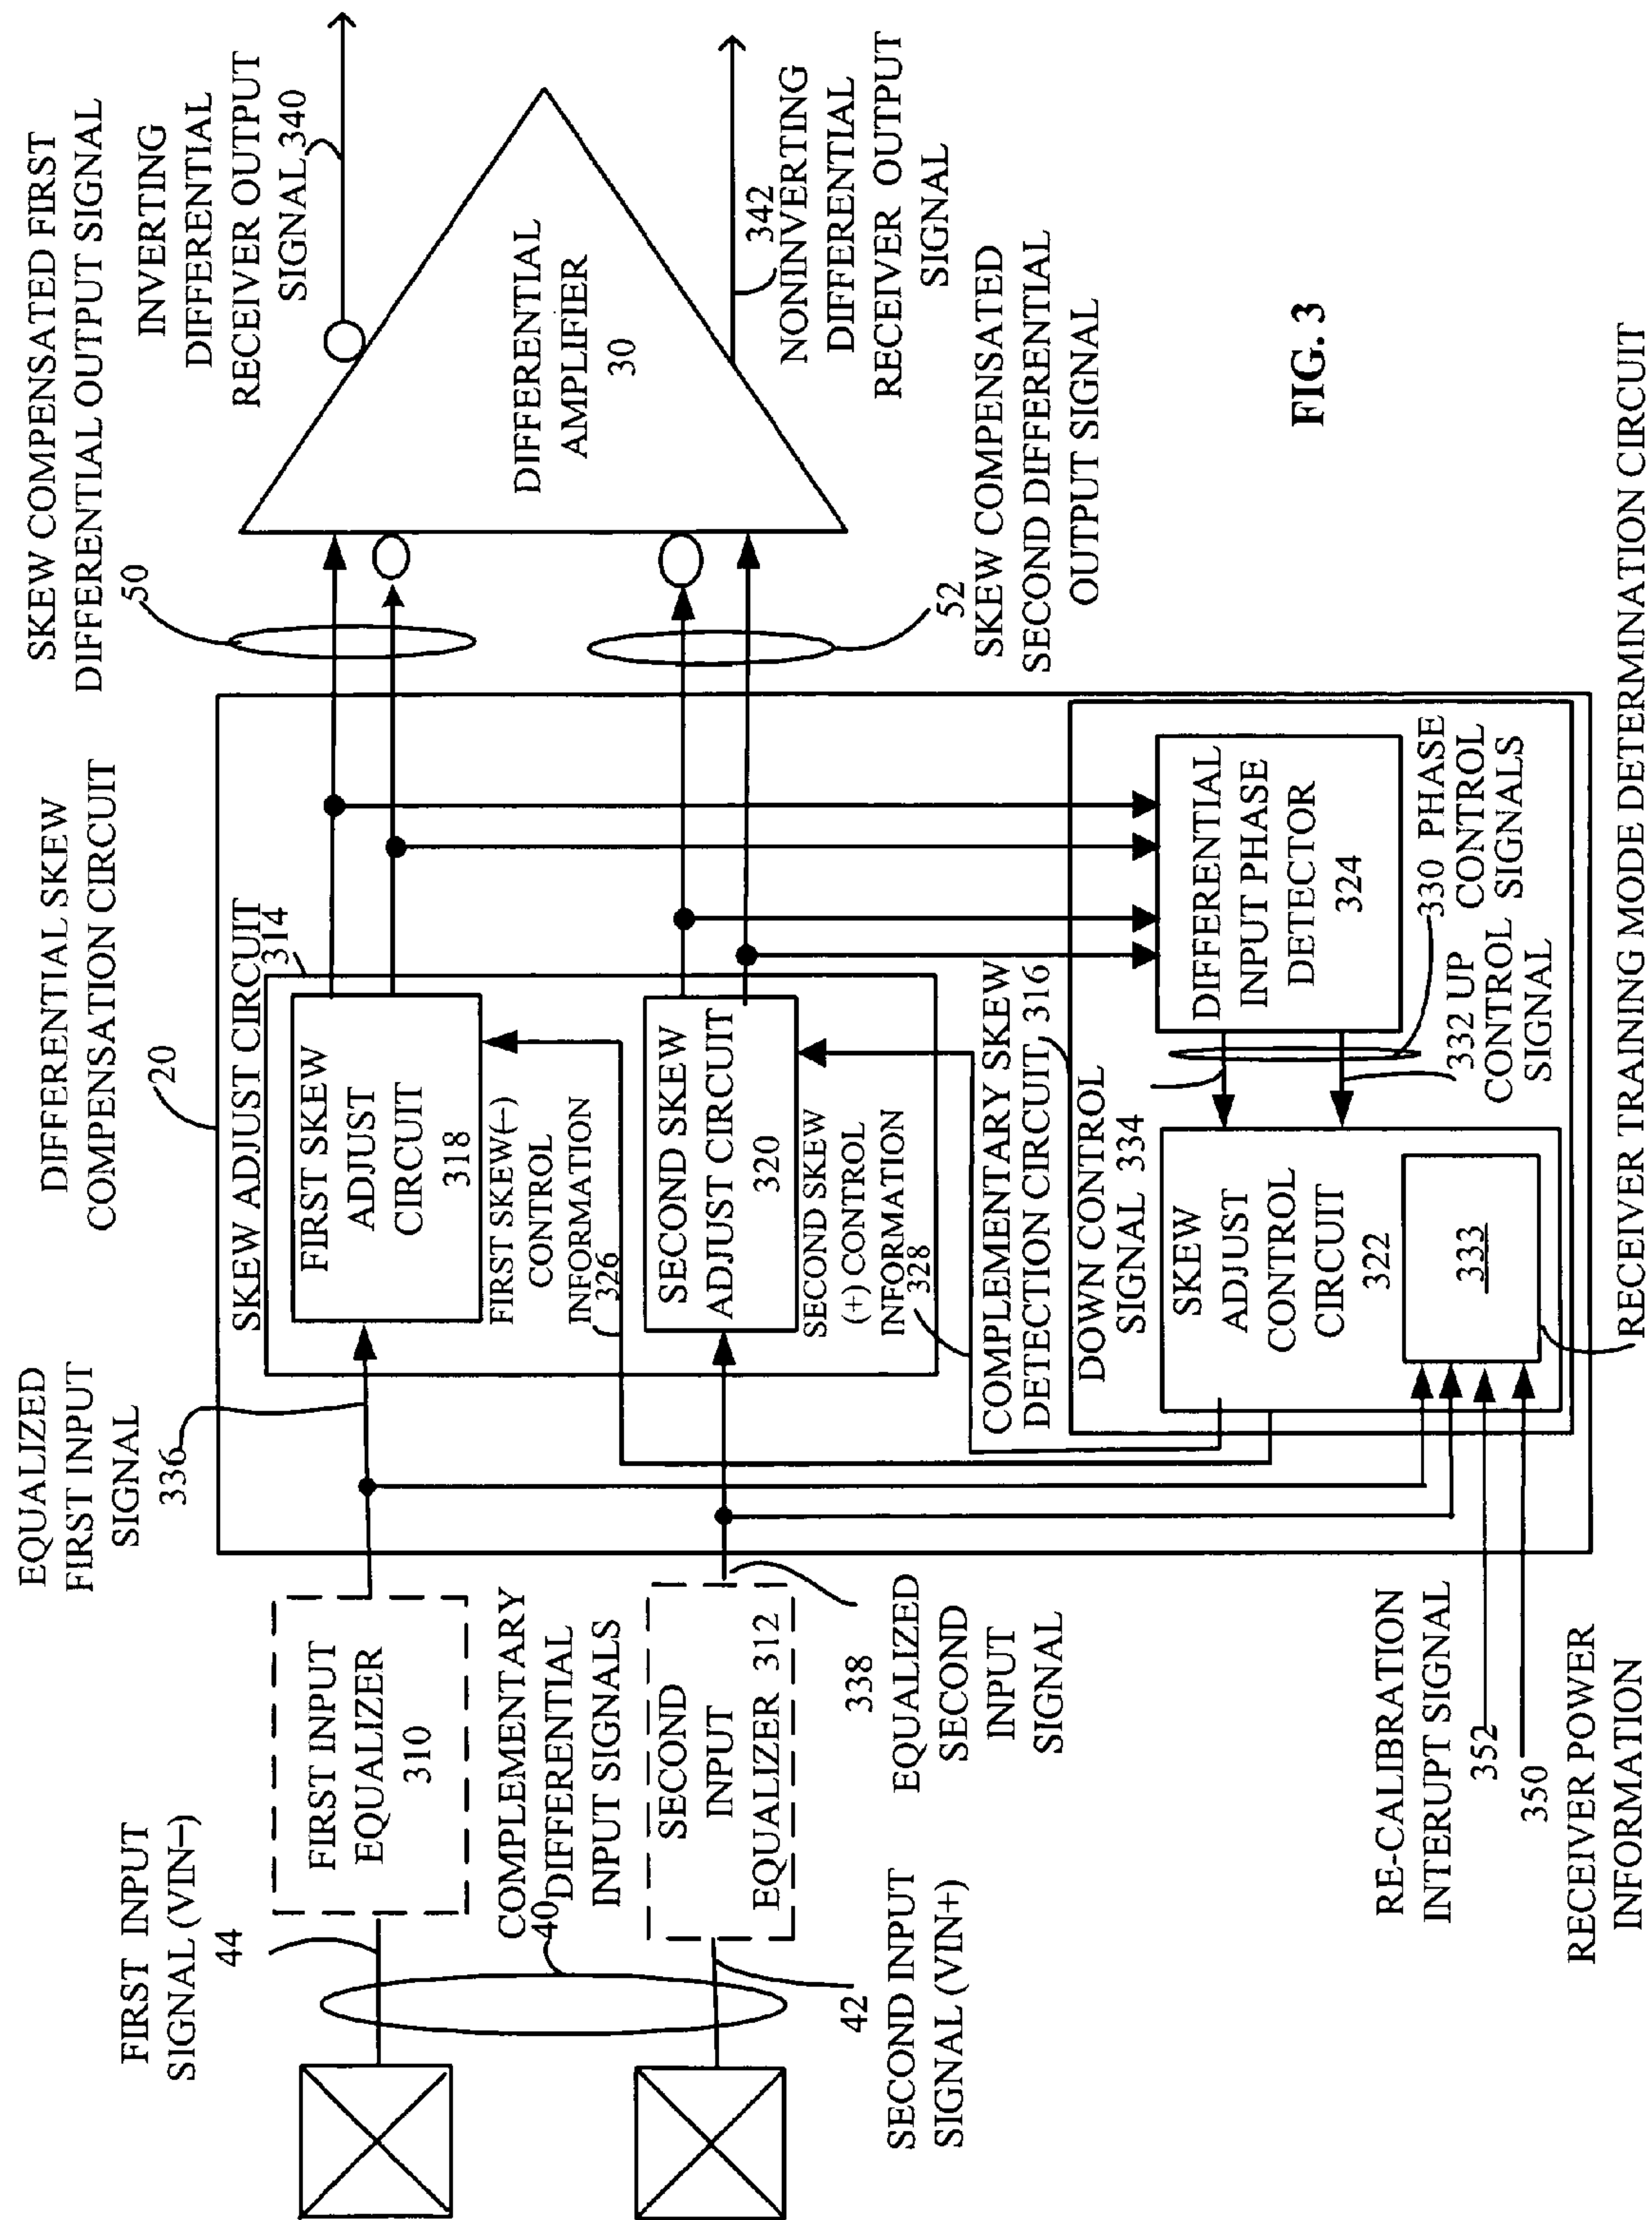 SKEW COMPENSATED FIRST
DIFFERENTIAL OUTPUT SIGNAL
50
INVERTING
DIFFERENTIAL
RECEIVER OUTPUT
SIGNAL 340
DIFFERENTIAL SKEW
COMPENSATION CIRCUIT
20
EQUALIZED
FIRST INPUT
SIGNAL
336
FIRST INPUT
SIGNAL (VIN–)
44
FIRST INPUT
EQUALIZER
310
SKEW ADJUST CIRCUIT
314
FIRST SKEW
ADJUST
CIRCUIT
318
FIRST SKEW(–)
CONTROL
INFORMATION
326
DIFFERENTIAL
AMPLIFIER
30
COMPLEMENTARY
DIFFERENTIAL
INPUT SIGNALS
40
SECOND
INPUT
EQUALIZER 312
SECOND SKEW
ADJUST CIRCUIT
320
SECOND SKEW
(+) CONTROL
INFORMATION
328
342
NONINVERTING
DIFFERENTIAL
RECEIVER OUTPUT
SIGNAL
42
SECOND INPUT
SIGNAL (VIN+)
338
EQUALIZED
SECOND
INPUT
SIGNAL
52
SKEW COMPENSATED
SECOND DIFFERENTIAL
OUTPUT SIGNAL
COMPLEMENTARY SKEW
DETECTION CIRCUIT, 316
DOWN CONTROL
SIGNAL 334
DIFFERENTIAL
INPUT PHASE
DETECTOR
324
330 PHASE
CONTROL
SIGNALS
332 UP
CONTROL
SIGNAL
SKEW
ADJUST
CONTROL
CIRCUIT
322
333
RE-CALIBRATION
INTERUPT SIGNAL
352
350
RECEIVER POWER
INFORMATION
RECEIVER TRAINING MODE DETERMINATION CIRCUIT
FIG. 3